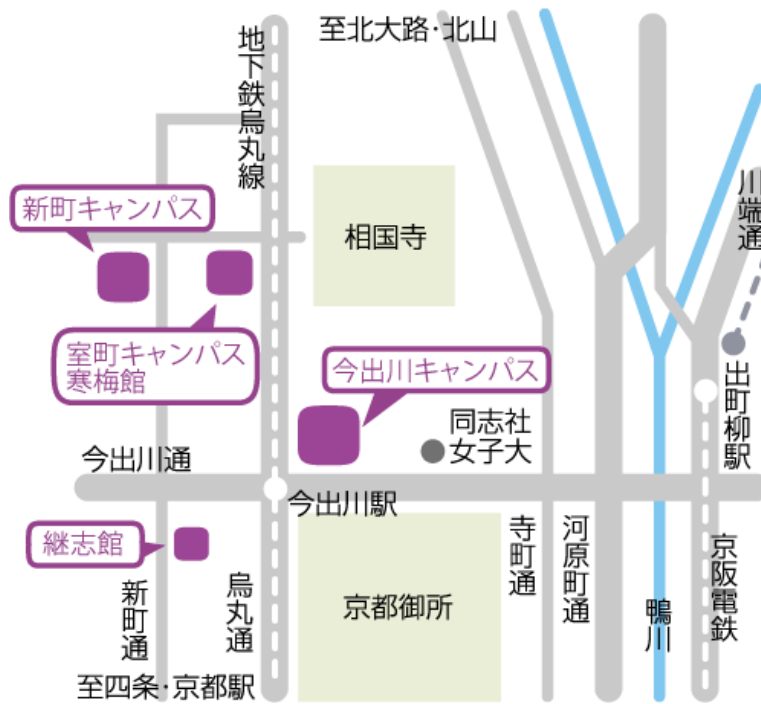 至北大路・北山
地下鉄烏丸線
川端通
新町キャンパス
相国寺
室町キャンパス
寒梅館
今出川キャンパス
同志社
女子大
出町柳駅
今出川通
今出川駅
継志館
新町通
烏丸通
京都御所
寺町通
河原町通
鴨川
京阪電鉄
至四条・京都駅